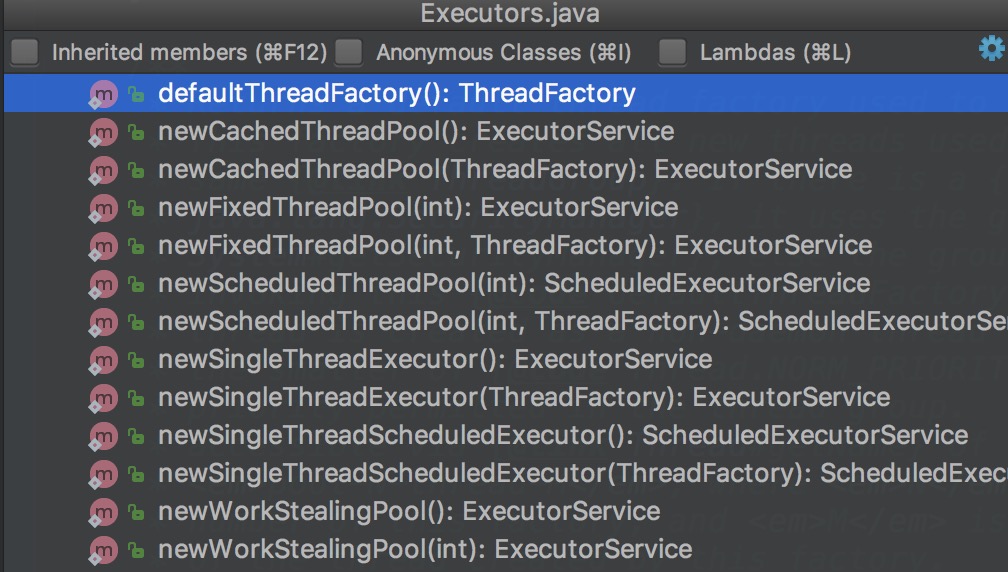 Executors.java
Inherited members (⌘F12) Anonymous Classes (⌘I) Lambdas (⌘L)
defaultThreadFactory(): ThreadFactory
newCachedThreadPool(): ExecutorService
newCachedThreadPool(ThreadFactory): ExecutorService
newFixedThreadPool(int): ExecutorService
newFixedThreadPool(int, ThreadFactory): ExecutorService
newScheduledThreadPool(int): ScheduledExecutorService
newScheduledThreadPool(int, ThreadFactory): ScheduledExecutorSe
newSingleThreadExecutor(): ExecutorService
newSingleThreadExecutor(ThreadFactory): ExecutorService
newSingleThreadScheduledExecutor(): ScheduledExecutorService
newSingleThreadScheduledExecutor(ThreadFactory): ScheduledExec
newWorkStealingPool(): ExecutorService
newWorkStealingPool(int): ExecutorService